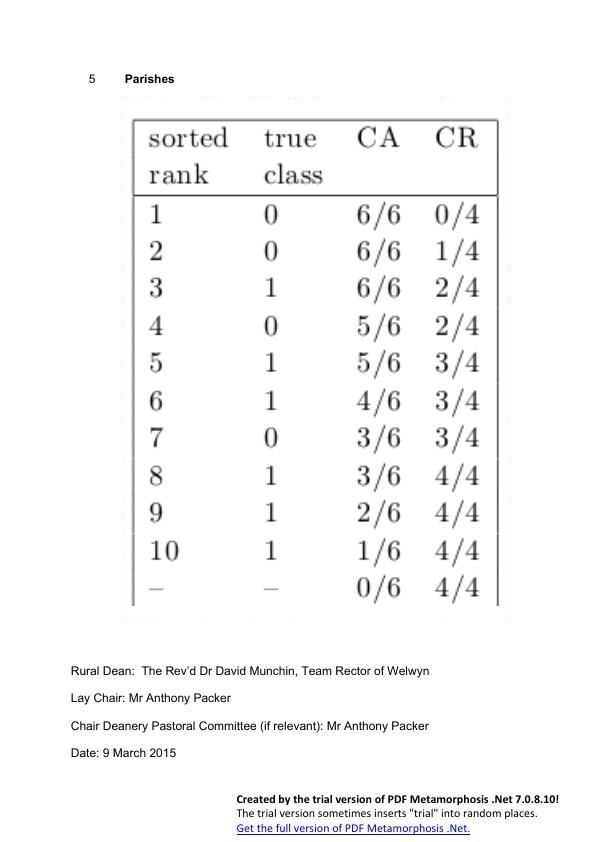 5 Parishes
sorted true CA CR
rank class
1 0 6/6 0/4
2 0 6/6 1/4
3 1 6/6 2/4
4 0 5/6 2/4
5 1 5/6 3/4
6 1 4/6 3/4
7 0 3/6 3/4
8 1 3/6 4/4
9 1 2/6 4/4
10 1 1/6 4/4
– – 0/6 4/4
Rural Dean: The Rev'd Dr David Munchin, Team Rector of Welwyn
Lay Chair: Mr Anthony Packer
Chair Deanery Pastoral Committee (if relevant): Mr Anthony Packer
Date: 9 March 2015
Created by the trial version of PDF Metamorphosis .Net 7.0.8.10!
The trial version sometimes inserts "trial" into random places.
Get the full version of PDF Metamorphosis .Net.